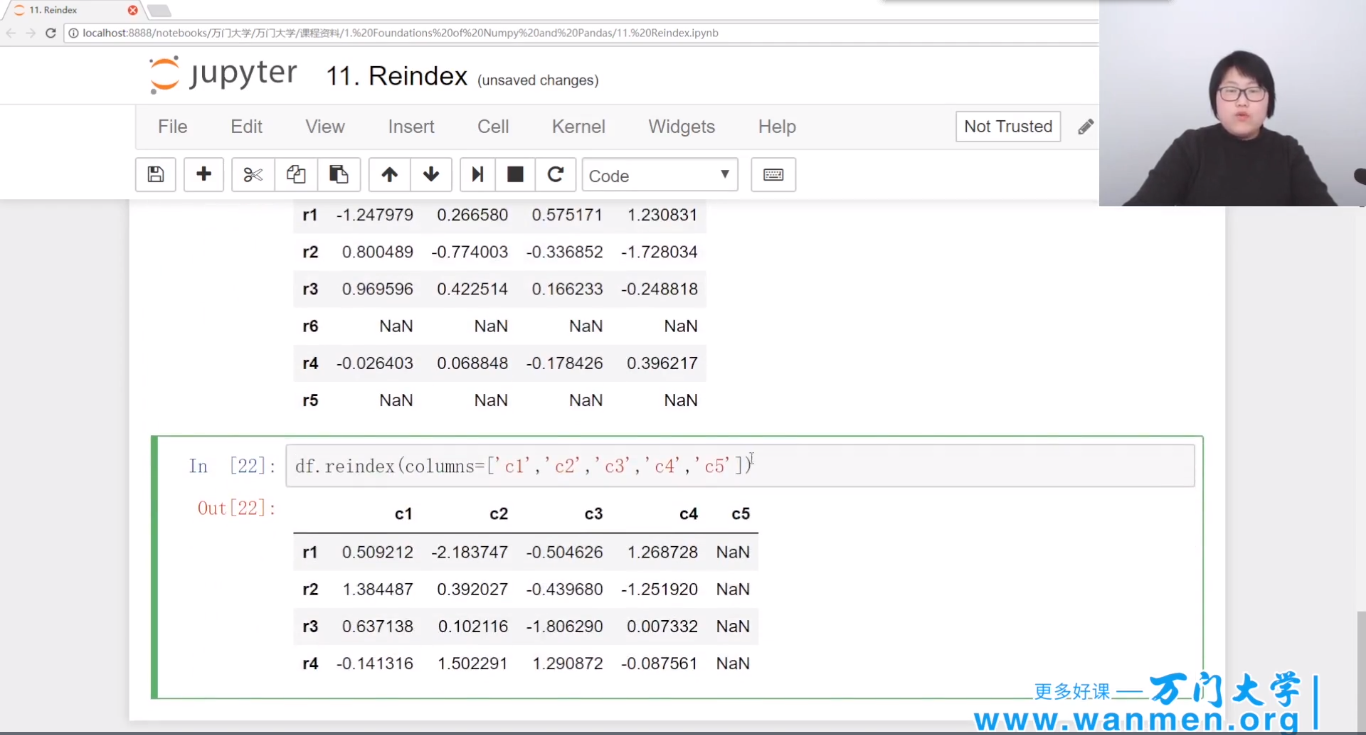 11. Reindex
localhost:8888/notebooks/万门大学/万门大学/课程资料/1.%20Foundations%20of%20Numpy%20and%20Pandas/11.%20Reindex.ipynb
jupyter 11. Reindex (unsaved changes)
File Edit View Insert Cell Kernel Widgets Help Not Trusted
Code
r1 -1.247979 0.266580 0.575171 1.230831
r2 0.800489 -0.774003 -0.336852 -1.728034
r3 0.969596 0.422514 0.166233 -0.248818
r6 NaN NaN NaN NaN
r4 -0.026403 0.068848 -0.178426 0.396217
r5 NaN NaN NaN NaN
In [22]: df.reindex(columns=['c1','c2','c3','c4','c5'])
Out[22]:
c1 c2 c3 c4 c5
r1 0.509212 -2.183747 -0.504626 1.268728 NaN
r2 1.384487 0.392027 -0.439680 -1.251920 NaN
r3 0.637138 0.102116 -1.806290 0.007332 NaN
r4 -0.141316 1.502291 1.290872 -0.087561 NaN
更多好课 — 万门大学
www.wanmen.org